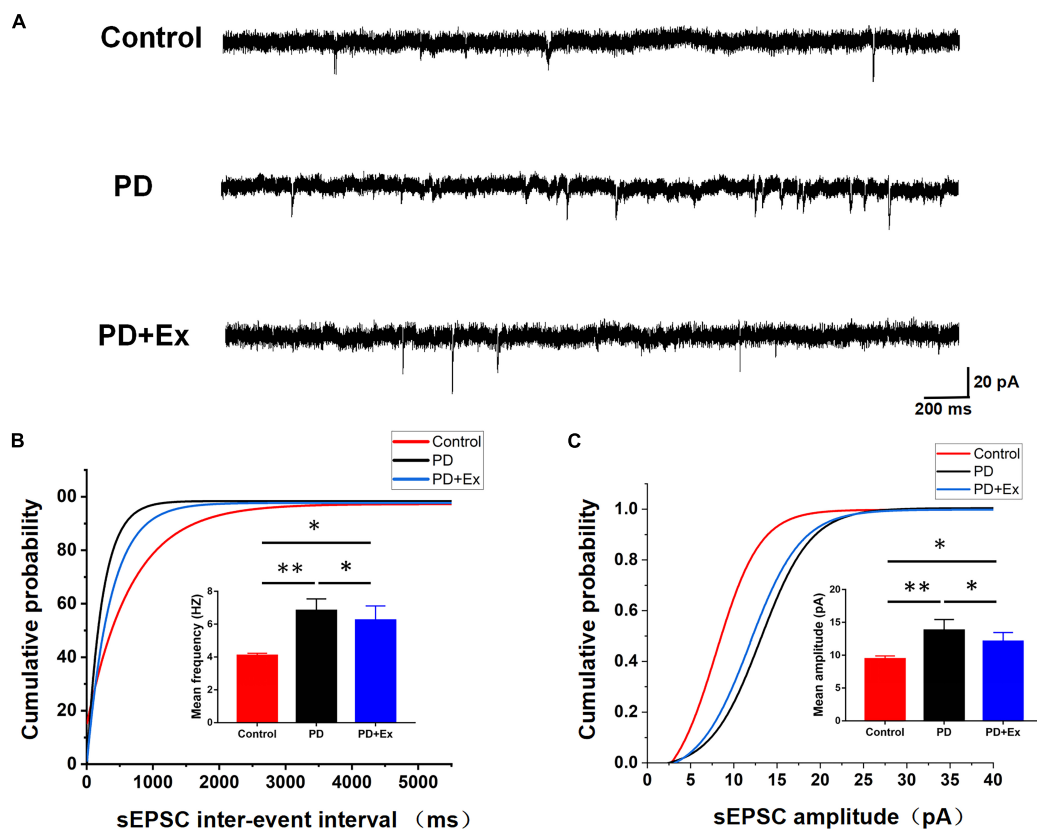 A
Control
PD
PD+Ex
20 pA
200 ms
B
Control
PD
PD+Ex
Cumulative probability
00
80
60
40
20
00
0
1000
2000
3000
4000
5000
sEPSC inter-event interval （ms）
Mean frequency (HZ)
8
6
4
2
0
*
**
*
Control
PD
PD+Ex
C
Control
PD
PD+Ex
Cumulative probability
1.0
0.8
0.6
0.4
0.2
0.0
0
5
10
15
20
25
30
35
40
sEPSC amplitude（pA）
Mean amplitude (pA)
20
15
10
5
0
*
**
*
Control
PD
PD+Ex